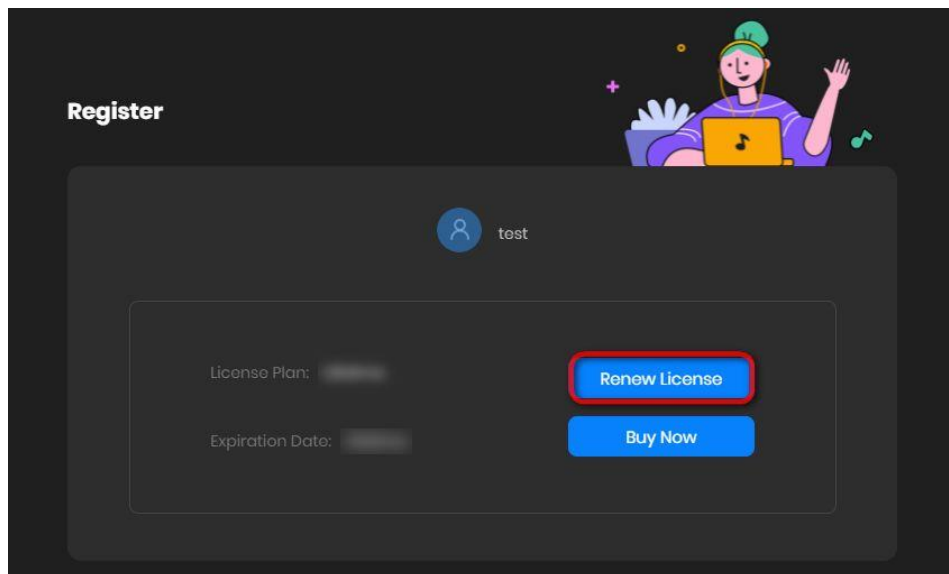 Register
test
License Plan:
Renew License
Expiration Date:
Buy Now